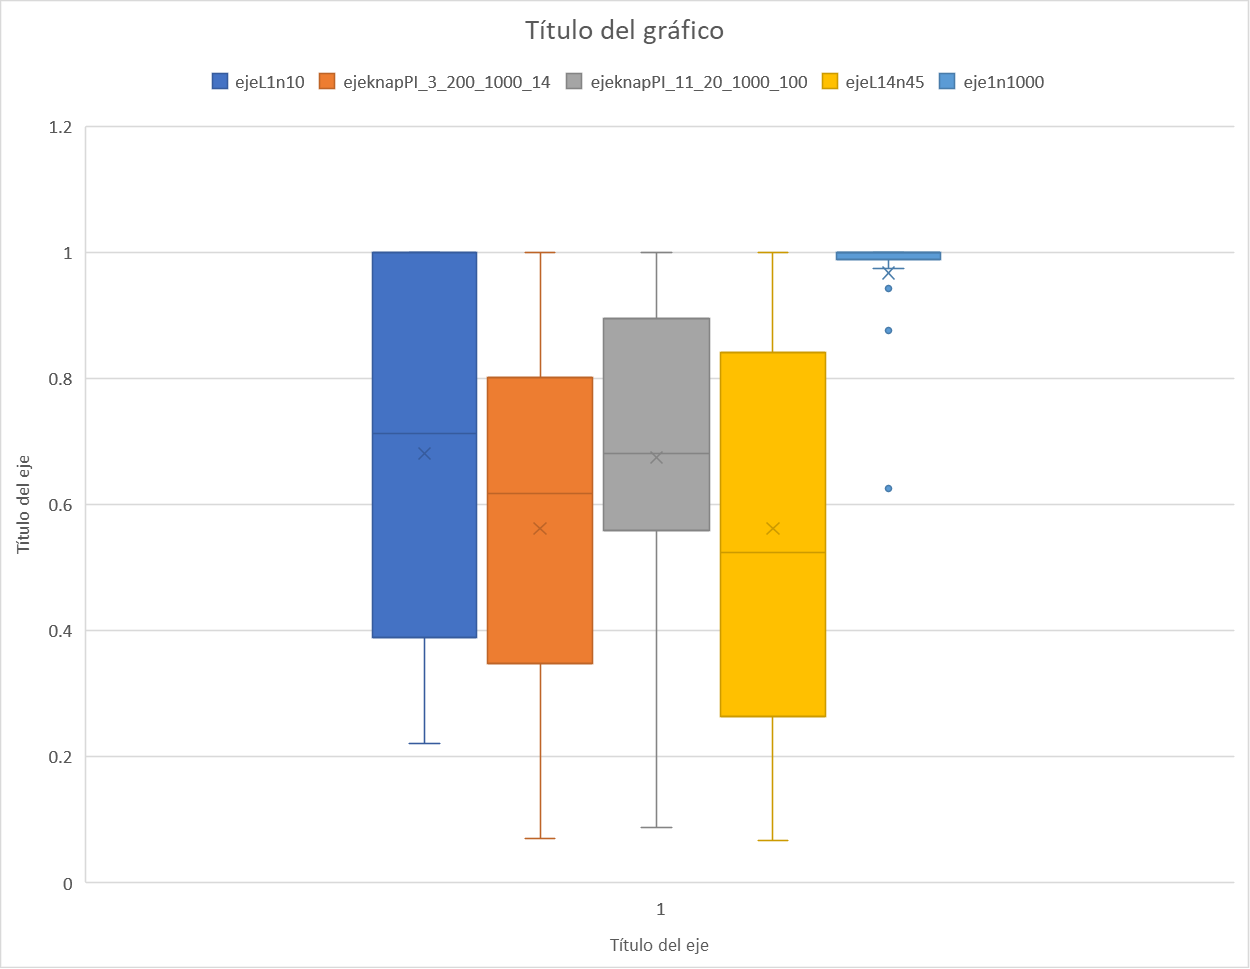 Título del gráfico
ejeL1n10 ejeknapPI_3_200_1000_14 ejeknapPI_11_20_1000_100 ejeL14n45 eje1n1000
1.2
1
0.8
0.6
0.4
0.2
0
Título del eje
1
Título del eje